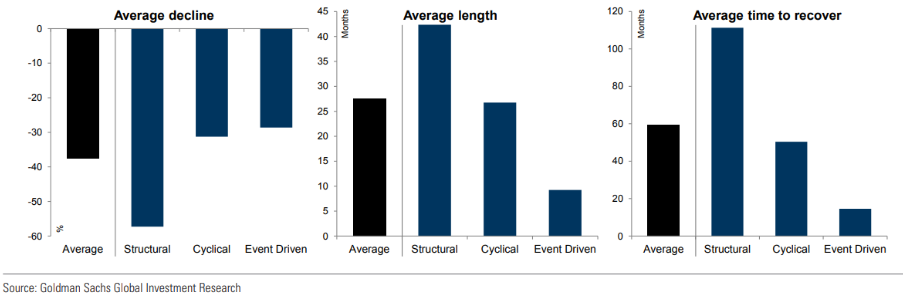 Average decline
0
-10
-20
-30
-40
-50
-60
%
Average
Structural
Cyclical
Event Driven
Average length
Months
45
40
35
30
25
20
15
10
5
0
Average
Structural
Cyclical
Event Driven
Average time to recover
Months
120
100
80
60
40
20
0
Average
Structural
Cyclical
Event Driven
Source: Goldman Sachs Global Investment Research